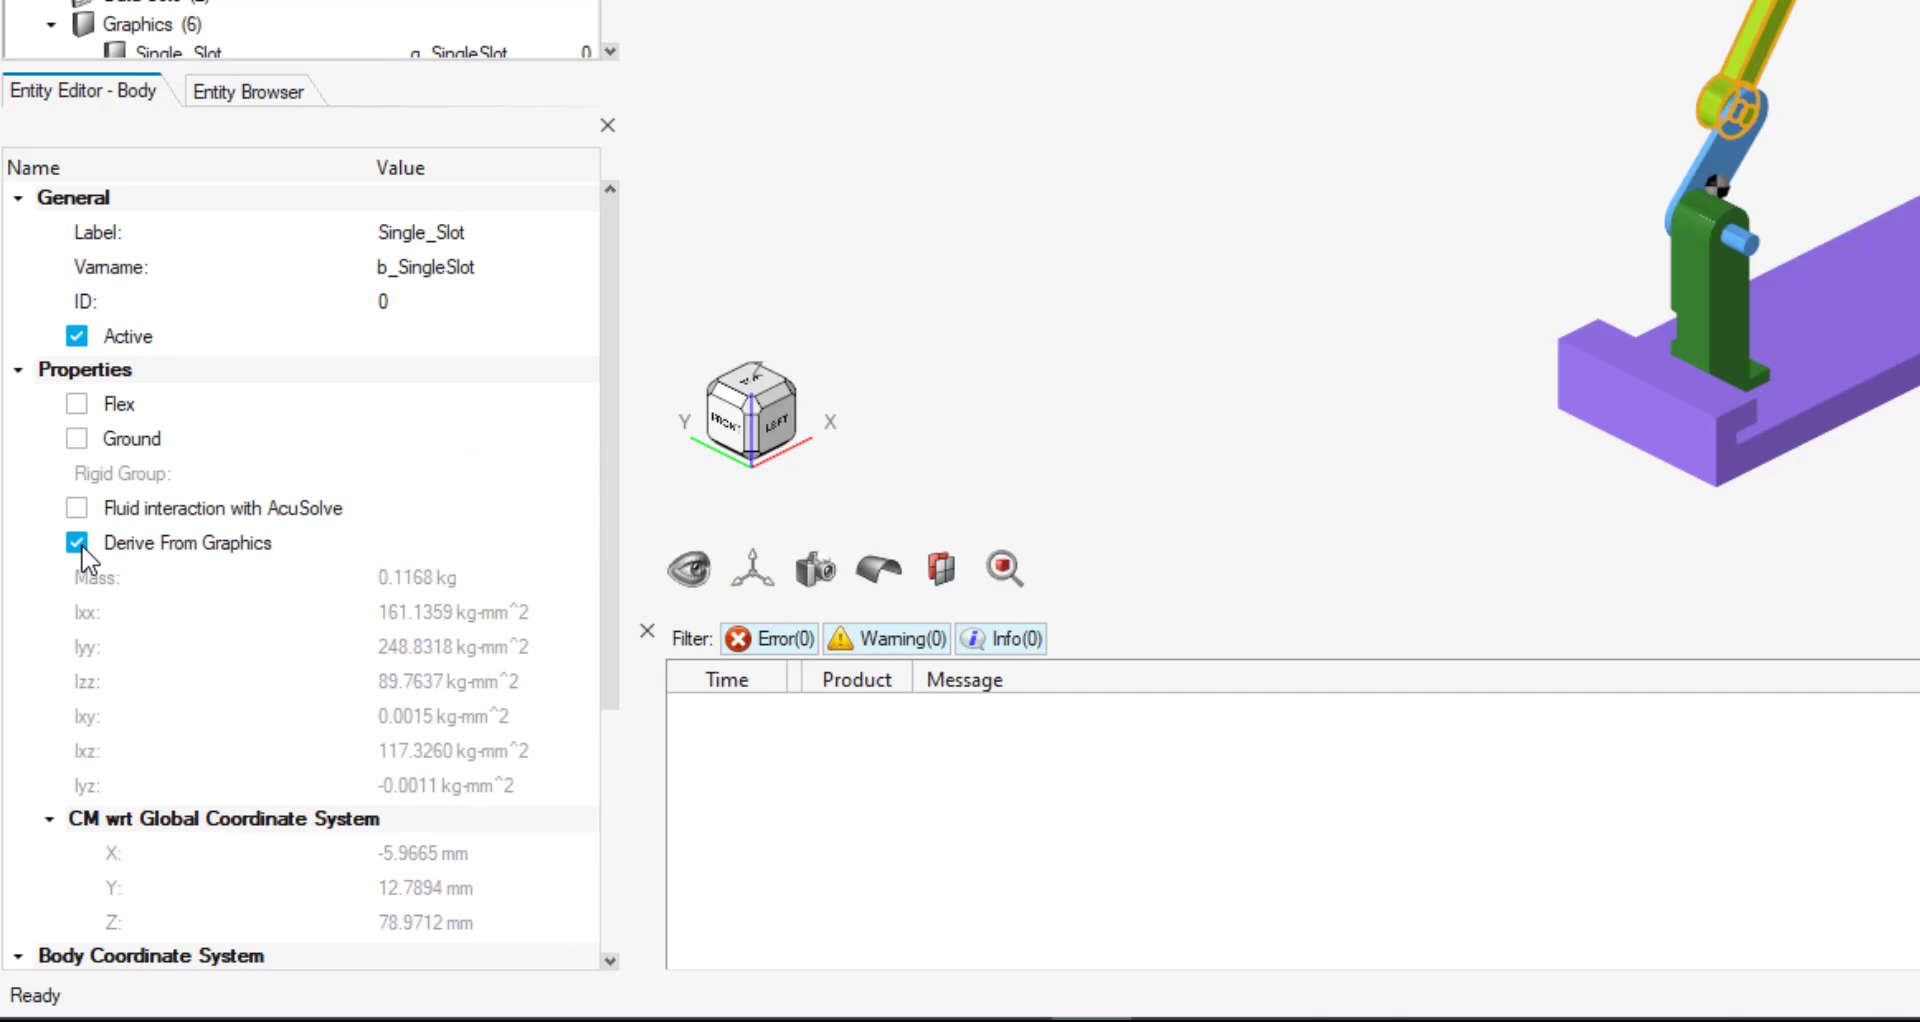 Graphics (6)
Single_Slot g_SingleSlot 0
Entity Editor - Body Entity Browser
Name Value
General
Label: Single_Slot
Varname: b_SingleSlot
ID: 0
Active
Properties
Flex
Ground
Rigid Group:
Fluid interaction with AcuSolve
Derive From Graphics
Mass: 0.1168 kg
Ixx: 161.1359 kg-mm^2
Iyy: 248.8318 kg-mm^2
Izz: 89.7637 kg-mm^2
Ixy: 0.0015 kg-mm^2
Ixz: 117.3260 kg-mm^2
Iyz: -0.0011 kg-mm^2
CM wrt Global Coordinate System
X: -5.9665 mm
Y: 12.7894 mm
Z: 78.9712 mm
Body Coordinate System
Ready
Z
Y FRONT LEFT X
Filter: Error(0) Warning(0) Info(0)
Time Product Message